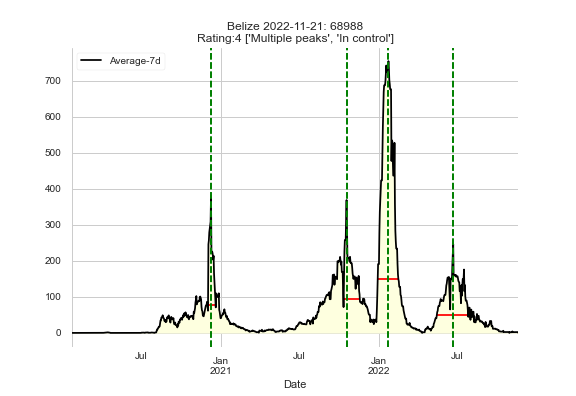 Belize 2022-11-21: 68988
Rating:4 ['Multiple peaks', 'In control']
Average-7d
700
600
500
400
300
200
100
0
Jul
Jan
2021
Jul
Jan
2022
Jul
Date